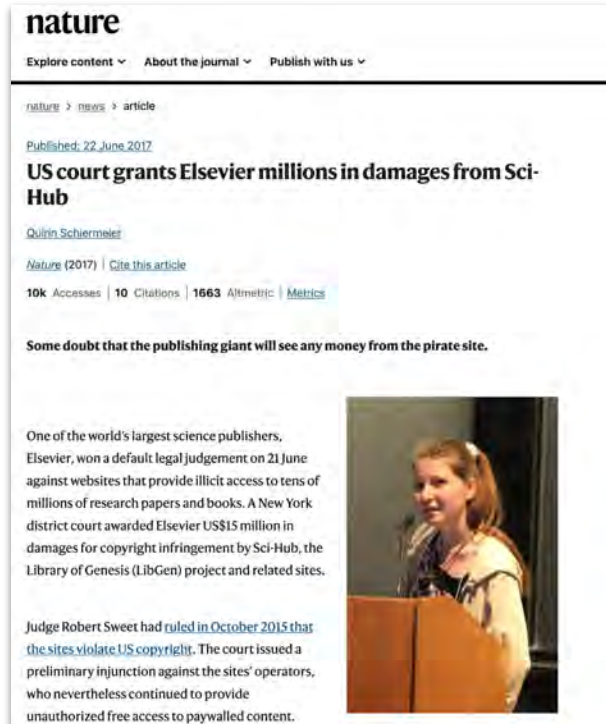 nature
Explore content About the journal Publish with us
nature > news > article
Published: 22 June 2017
US court grants Elsevier millions in damages from Sci-
Hub
Quirin Schiermeier
Nature (2017) | Cite this article
10k Accesses | 10 Citations | 1663 Altmetric | Metrics
Some doubt that the publishing giant will see any money from the pirate site.
One of the world's largest science publishers,
Elsevier, won a default legal judgement on 21 June
against websites that provide illicit access to tens of
millions of research papers and books. A New York
district court awarded Elsevier US$15 million in
damages for copyright infringement by Sci-Hub, the
Library of Genesis (LibGen) project and related sites.
Judge Robert Sweet had ruled in October 2015 that
the sites violate US copyright. The court issued a
preliminary injunction against the sites' operators,
who nevertheless continued to provide
unauthorized free access to paywalled content.